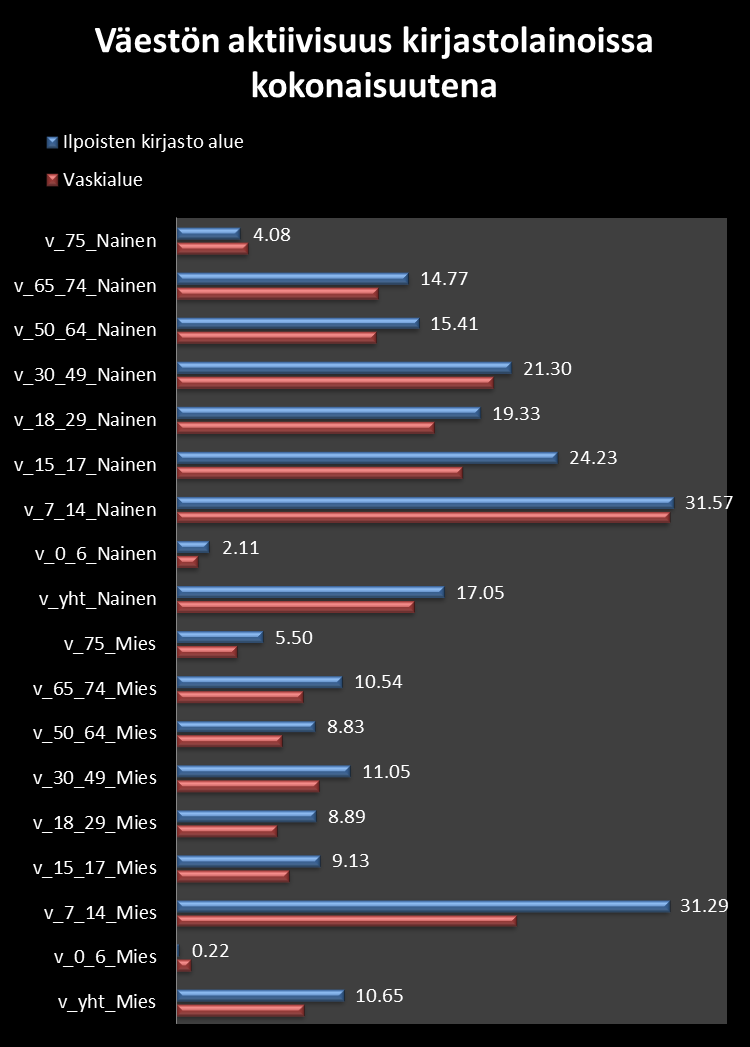 Väestön aktiivisuus kirjastolainoissa
kokonaisuutena
Ilpoisten kirjasto alue
Vaskialue
v_75_Nainen 4.08
v_65_74_Nainen 14.77
v_50_64_Nainen 15.41
v_30_49_Nainen 21.30
v_18_29_Nainen 19.33
v_15_17_Nainen 24.23
v_7_14_Nainen 31.57
v_0_6_Nainen 2.11
v_yht_Nainen 17.05
v_75_Mies 5.50
v_65_74_Mies 10.54
v_50_64_Mies 8.83
v_30_49_Mies 11.05
v_18_29_Mies 8.89
v_15_17_Mies 9.13
v_7_14_Mies 31.29
v_0_6_Mies 0.22
v_yht_Mies 10.65